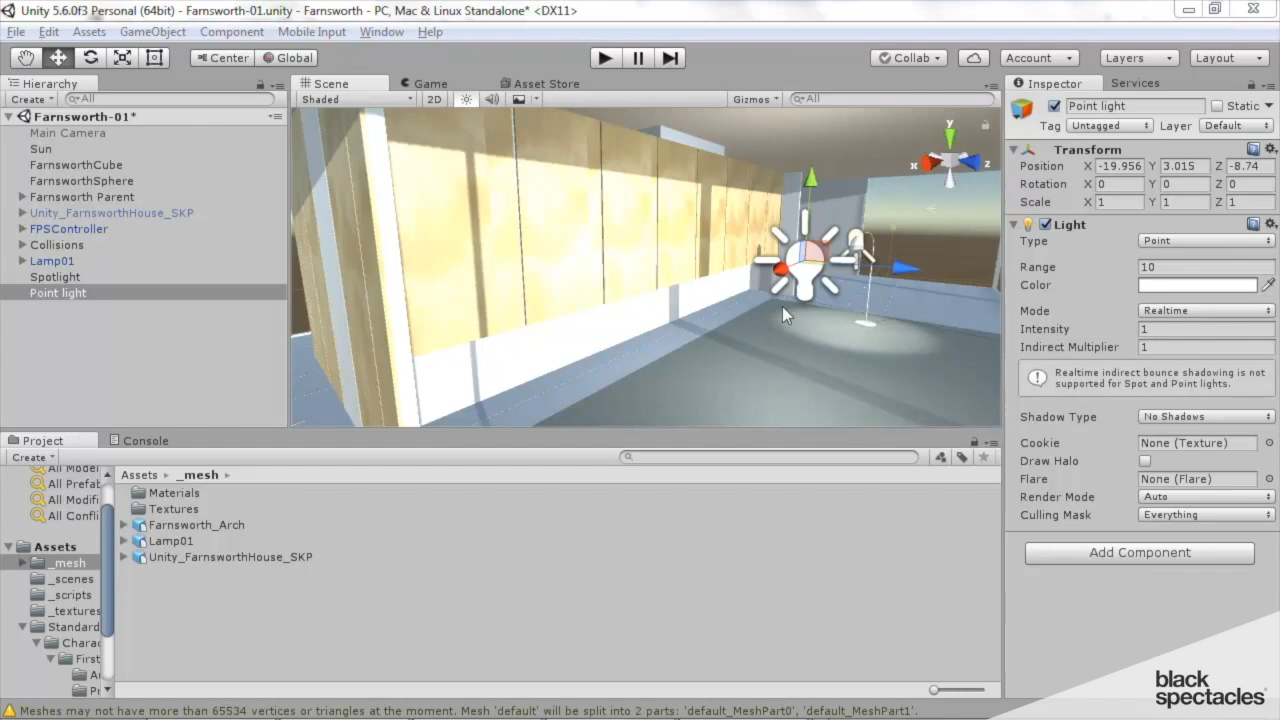 Unity 5.6.0f3 Personal (64bit) - Farnsworth-01.unity - Farnsworth - PC, Mac & Linux Standalone* <DX11>
File Edit Assets GameObject Component Mobile Input Window Help
Center Global Collab Account Layers Layout
Hierarchy Scene Game Asset Store Inspector Services
Create All Shaded 2D Gizmos All Point light Static
Farnsworth-01*
Main Camera
Sun
FarnsworthCube
FarnsworthSphere
Farnsworth Parent
Unity_FarnsworthHouse_SKP
FPSController
Collisions
Lamp01
Spotlight
Point light
y
x z
Tag Untagged Layer Default
Transform
Position X -19.956 Y 3.015 Z -8.74
Rotation X 0 Y 0 Z 0
Scale X 1 Y 1 Z 1
Light
Type Point
Range 10
Color
Mode Realtime
Intensity 1
Indirect Multiplier 1
Realtime indirect bounce shadowing is not
supported for Spot and Point lights.
Shadow Type No Shadows
Cookie None (Texture)
Draw Halo
Flare None (Flare)
Render Mode Auto
Culling Mask Everything
Add Component
Project Console
Create
All Model
All Prefab
All Modifi
All Confli
Assets
_mesh
_scenes
_scripts
_textures
Standard
Charac
First
Pr
Assets _mesh
Materials
Textures
Farnsworth_Arch
Lamp01
Unity_FarnsworthHouse_SKP
Meshes may not have more than 65534 vertices or triangles at the moment. Mesh 'default' will be split into 2 parts: 'default_MeshPart0', 'default_MeshPart1'.
black
spectacles